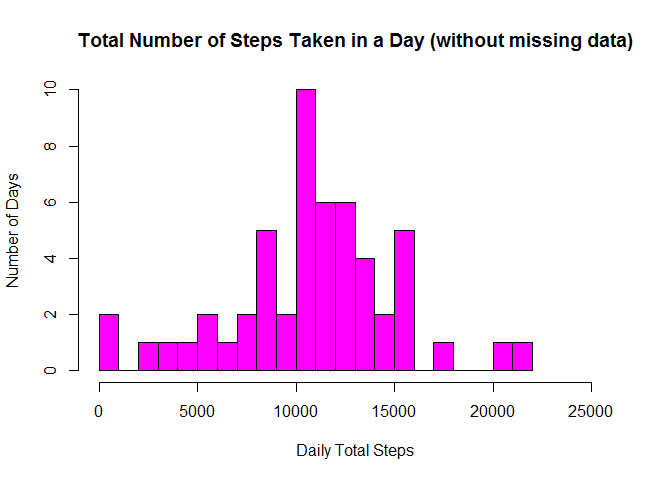 Total Number of Steps Taken in a Day (without missing data)
Number of Days
10
8
6
4
2
0
0 5000 10000 15000 20000 25000
Daily Total Steps